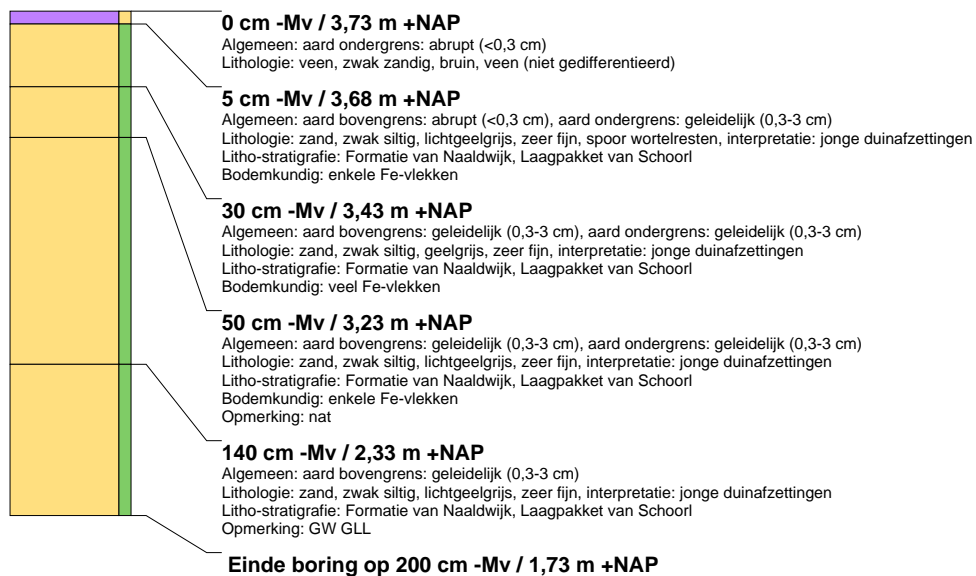 0 cm -Mv / 3,73 m +NAP
Algemeen: aard ondergrens: abrupt (<0,3 cm)
Lithologie: veen, zwak zandig, bruin, veen (niet gedifferentieerd)
5 cm -Mv / 3,68 m +NAP
Algemeen: aard bovengrens: abrupt (<0,3 cm), aard ondergrens: geleidelijk (0,3-3 cm)
Lithologie: zand, zwak siltig, lichtgeelgrijs, zeer fijn, spoor wortelresten, interpretatie: jonge duinafzettingen
Litho-stratigrafie: Formatie van Naaldwijk, Laagpakket van Schoorl
Bodemkundig: enkele Fe-vlekken
30 cm -Mv / 3,43 m +NAP
Algemeen: aard bovengrens: geleidelijk (0,3-3 cm), aard ondergrens: geleidelijk (0,3-3 cm)
Lithologie: zand, zwak siltig, geelgrijs, zeer fijn, interpretatie: jonge duinafzettingen
Litho-stratigrafie: Formatie van Naaldwijk, Laagpakket van Schoorl
Bodemkundig: veel Fe-vlekken
50 cm -Mv / 3,23 m +NAP
Algemeen: aard bovengrens: geleidelijk (0,3-3 cm), aard ondergrens: geleidelijk (0,3-3 cm)
Lithologie: zand, zwak siltig, lichtgeelgrijs, zeer fijn, interpretatie: jonge duinafzettingen
Litho-stratigrafie: Formatie van Naaldwijk, Laagpakket van Schoorl
Bodemkundig: enkele Fe-vlekken
Opmerking: nat
140 cm -Mv / 2,33 m +NAP
Algemeen: aard bovengrens: geleidelijk (0,3-3 cm)
Lithologie: zand, zwak siltig, lichtgeelgrijs, zeer fijn, interpretatie: jonge duinafzettingen
Litho-stratigrafie: Formatie van Naaldwijk, Laagpakket van Schoorl
Opmerking: GW GLL
Einde boring op 200 cm -Mv / 1,73 m +NAP